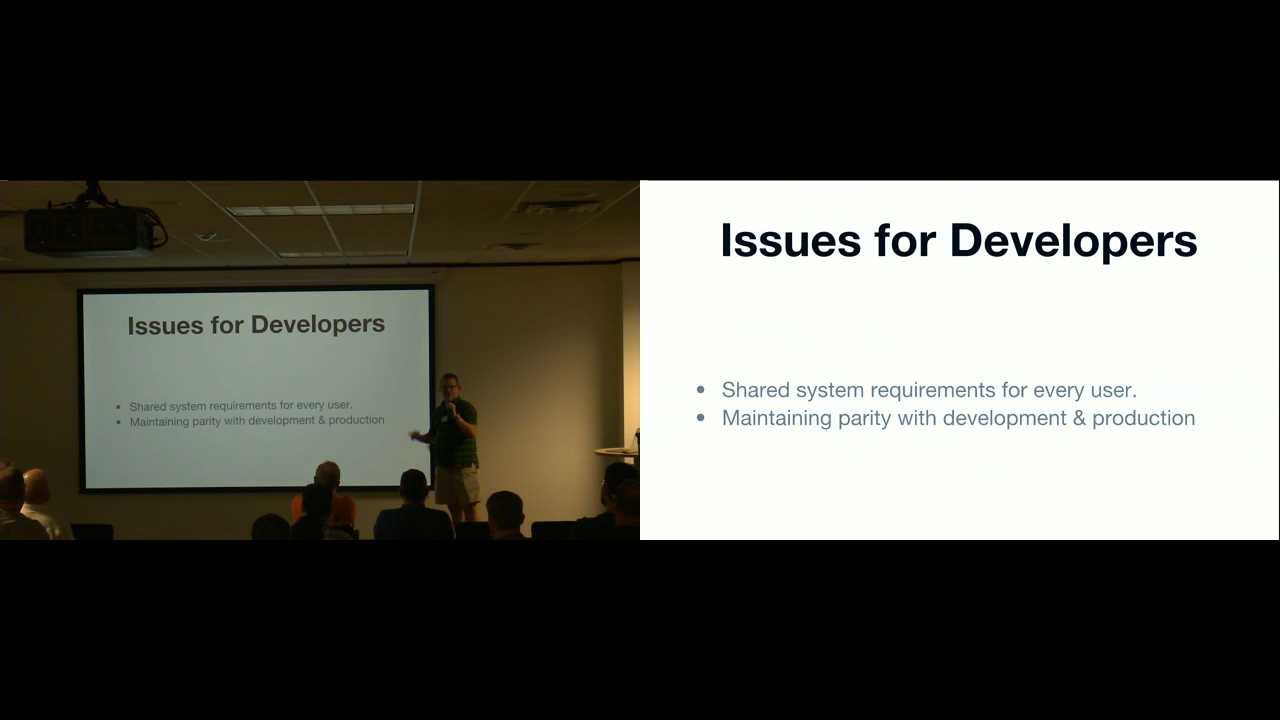 Issues for Developers
Shared system requirements for every user.
Maintaining parity with development & production
Issues for Developers
• Shared system requirements for every user.
• Maintaining parity with development & production